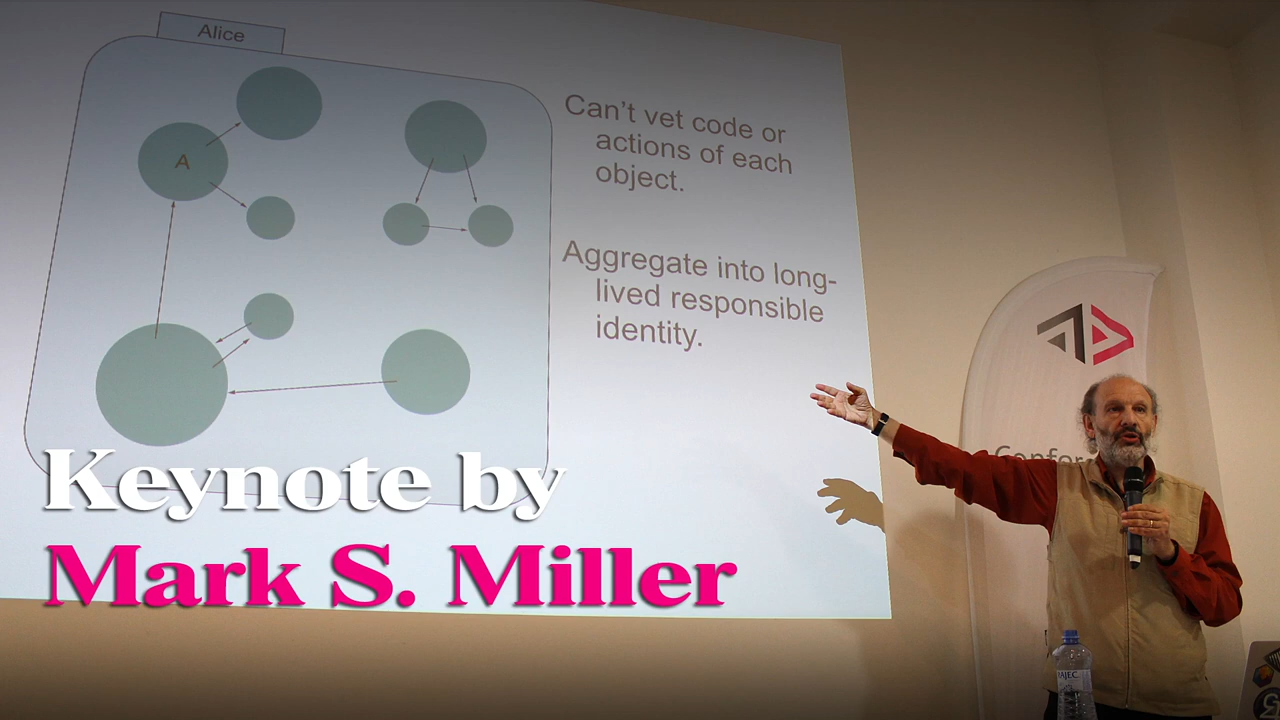 Alice
A
Can't vet code or
actions of each
object.
Aggregate into long-
lived responsible
identity.
Keynote by
Mark S. Miller
RAJEC